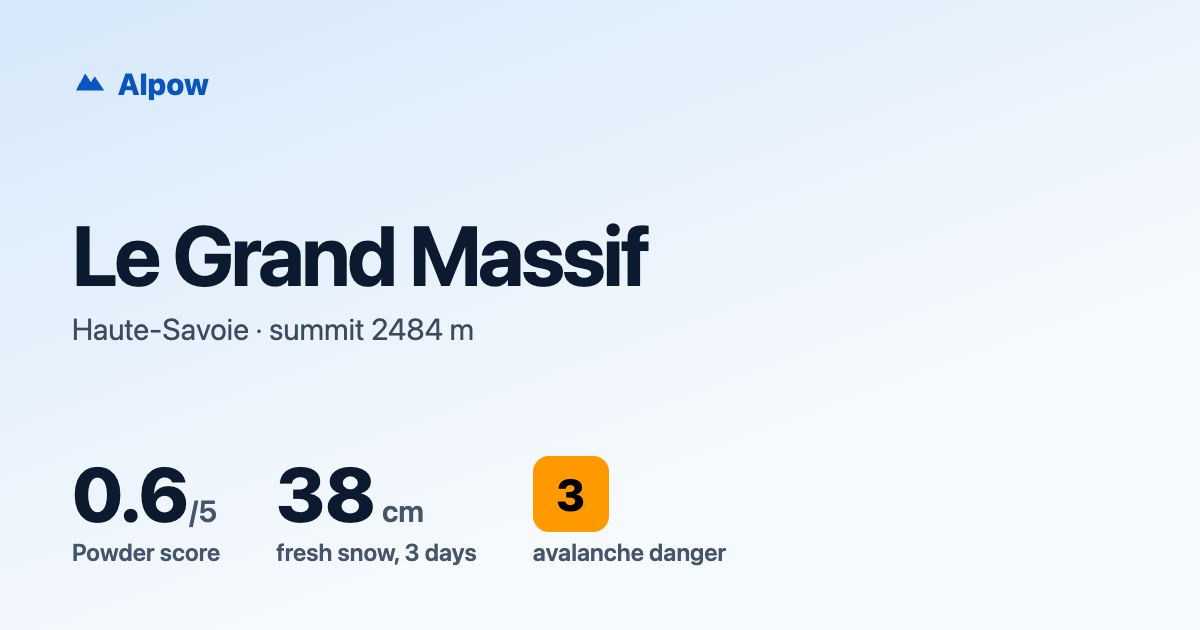 Alpow
Le Grand Massif
Haute-Savoie · summit 2484 m
0.6/5
Powder score
38 cm
fresh snow, 3 days
3
avalanche danger